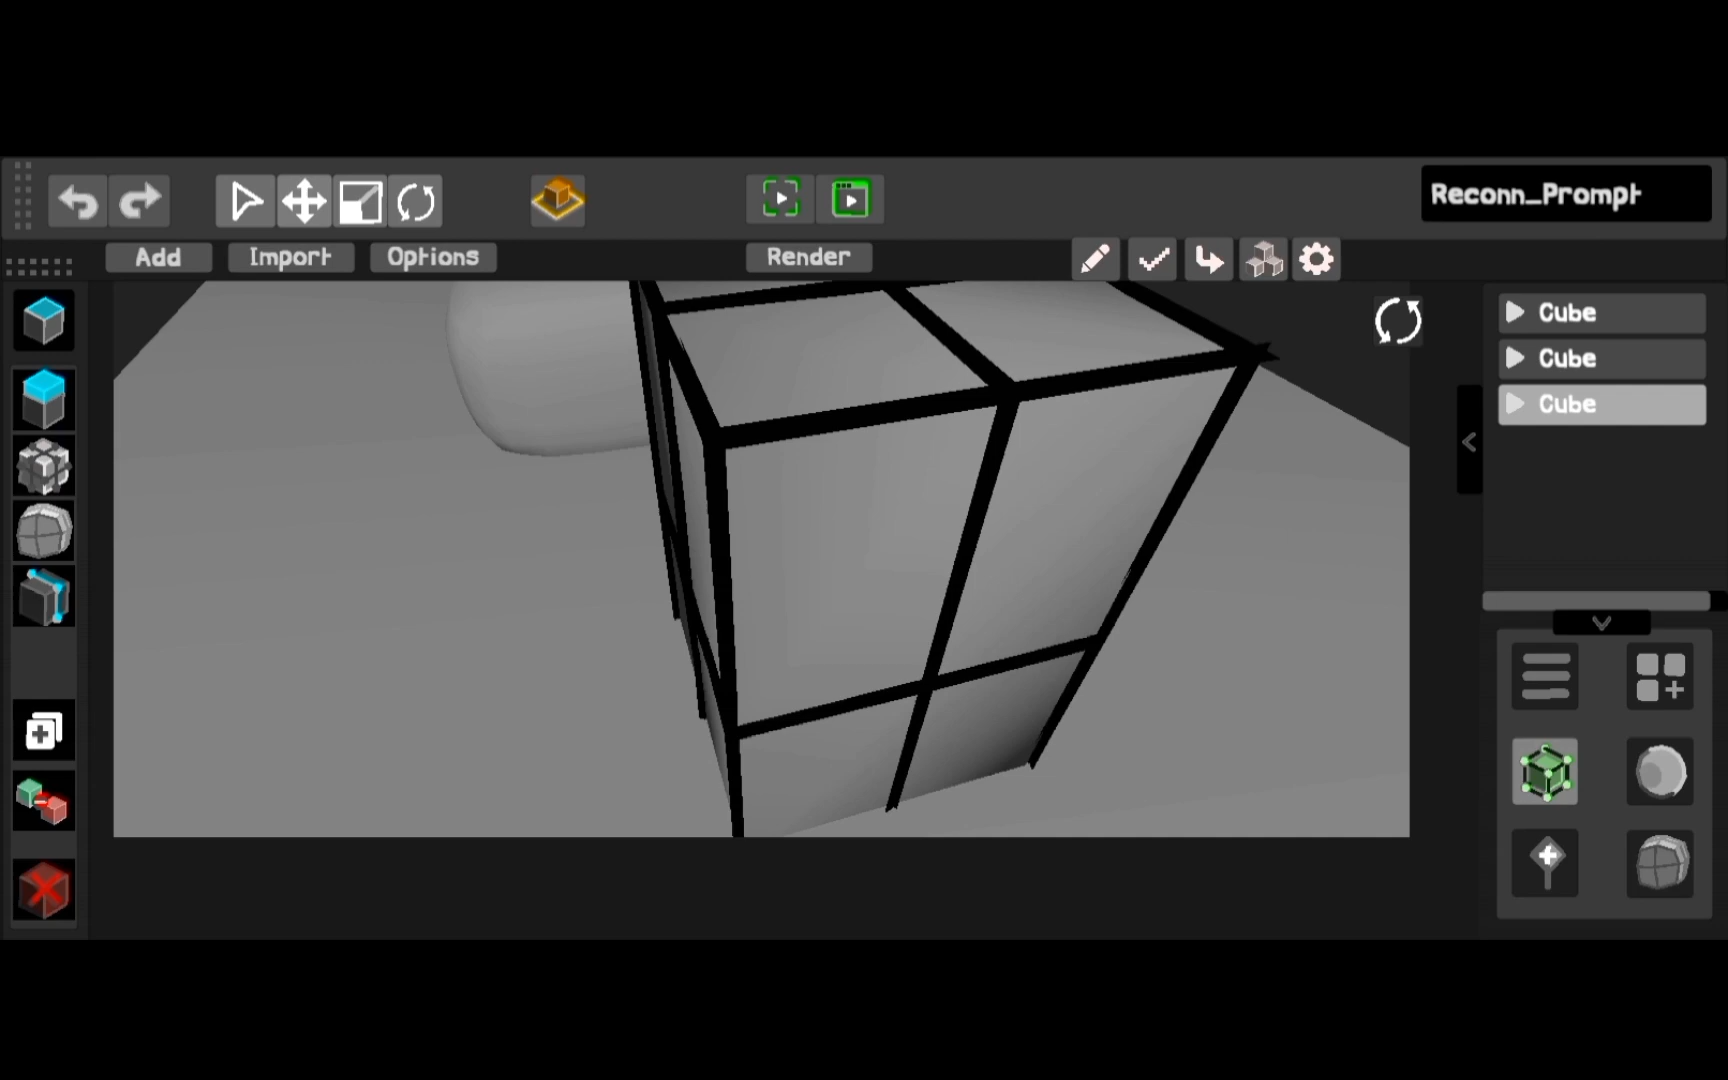 Reconn_Prompt
Add
Import
Options
Render
Cube
Cube
Cube